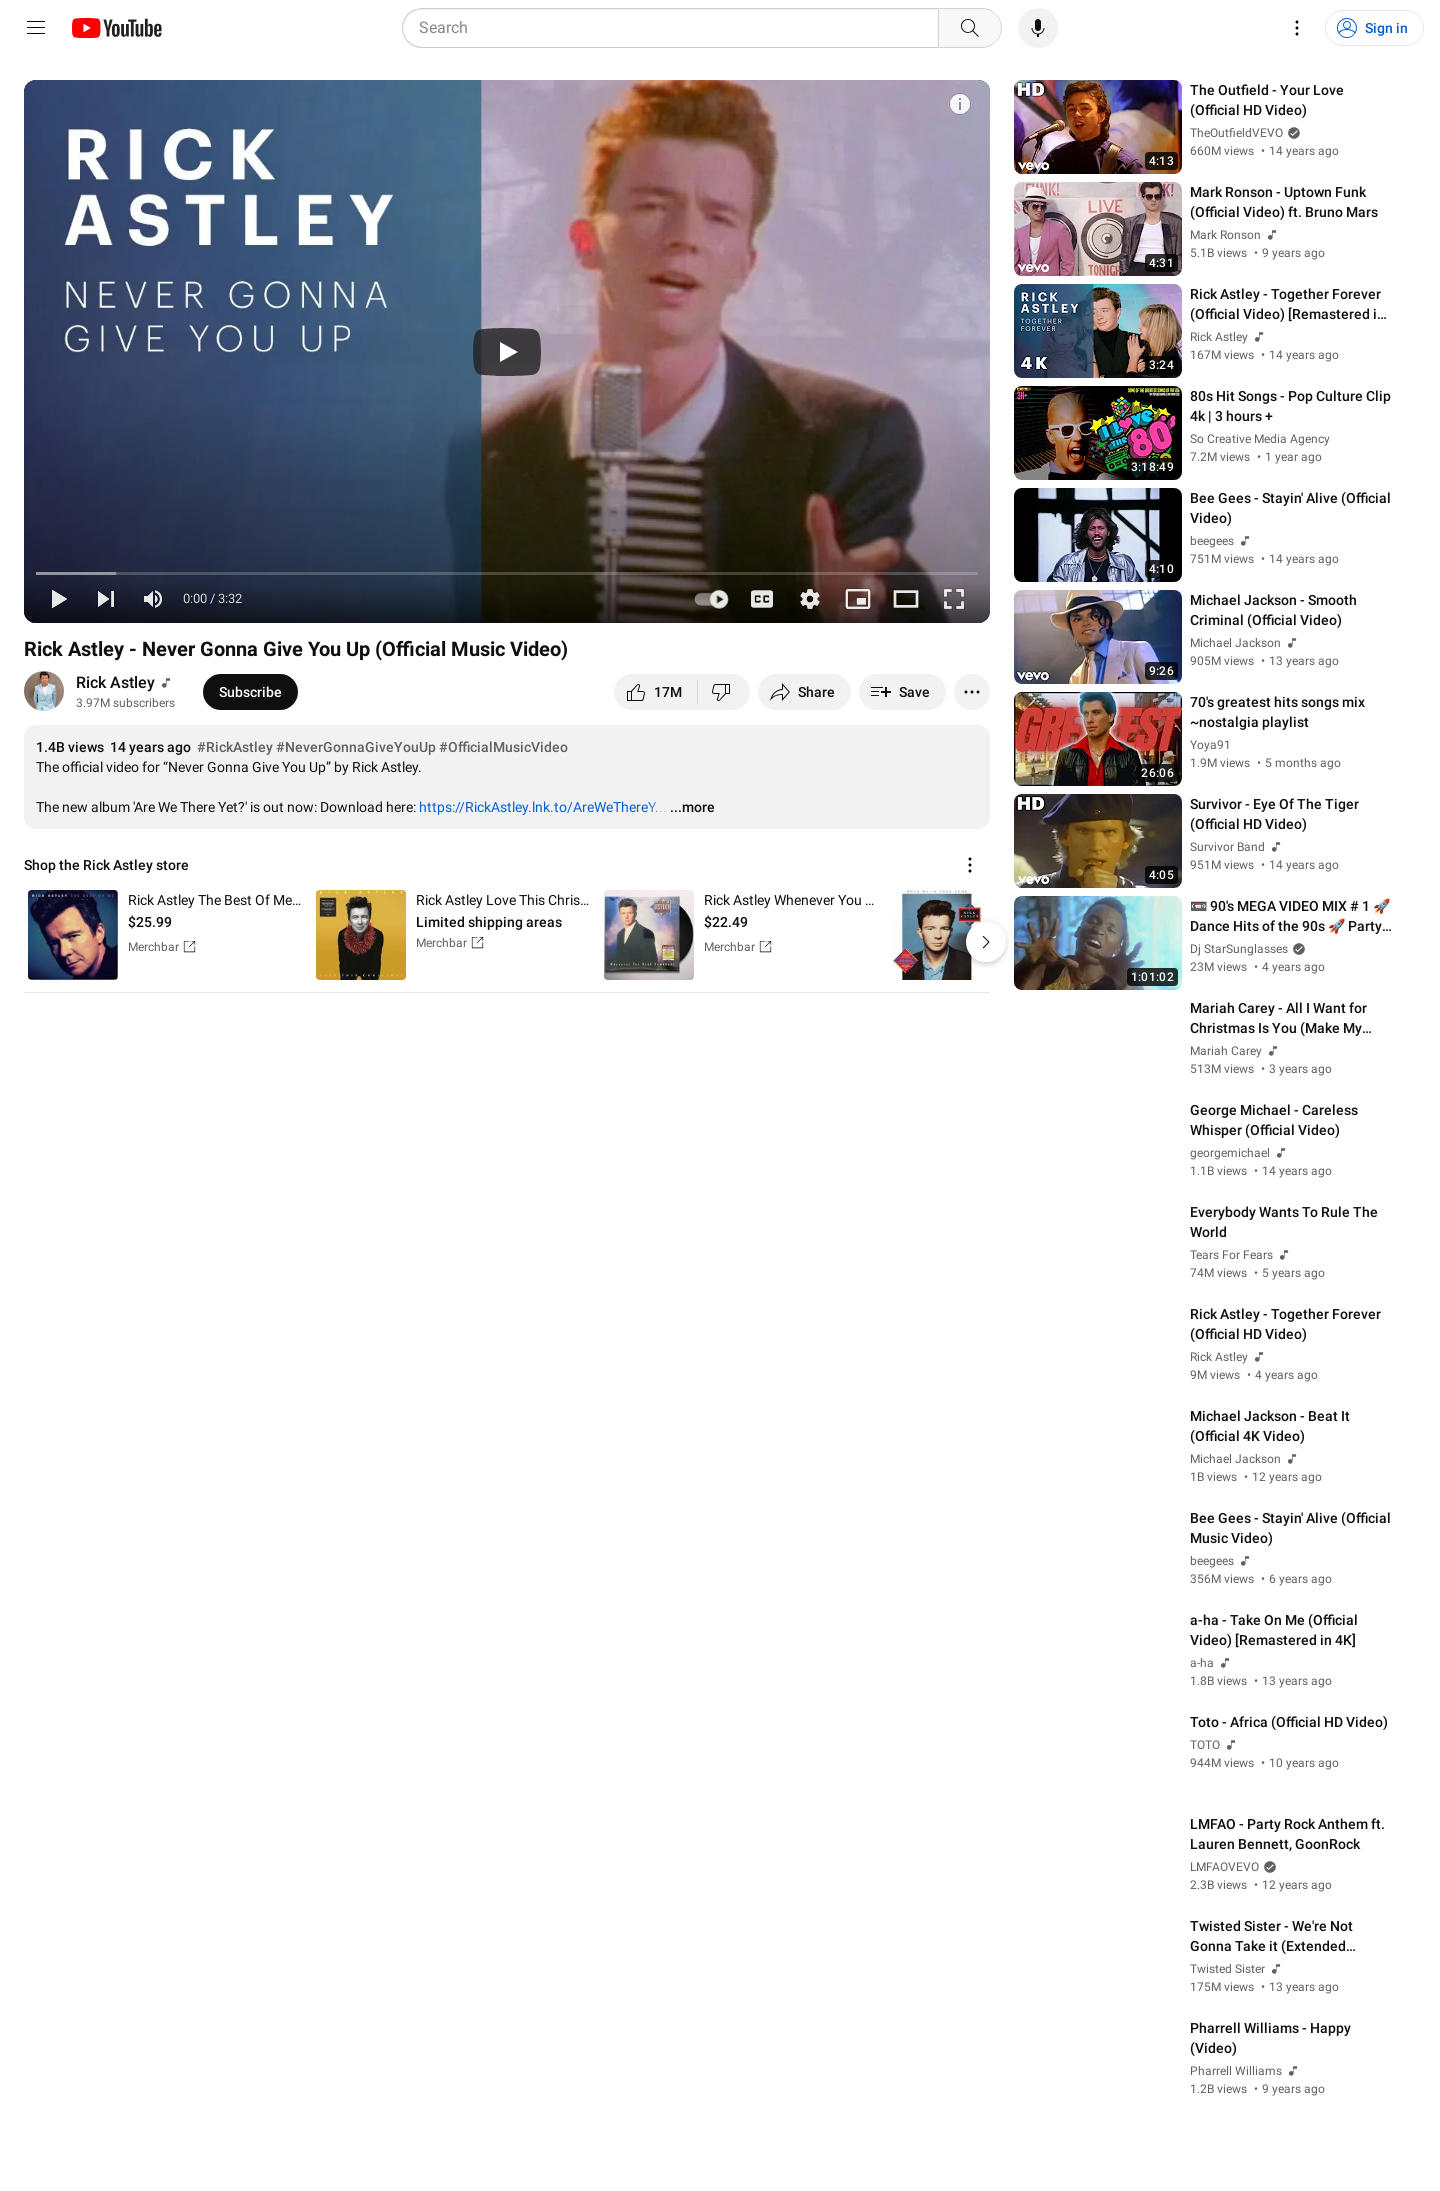 YouTube
Search
Sign in
RICK
ASTLEY
NEVER GONNA
GIVE YOU UP
0:00 / 3:32
CC
Rick Astley - Never Gonna Give You Up (Official Music Video)
Rick Astley
3.97M subscribers
Subscribe
17M
Share
Save
1.4B views 14 years ago #RickAstley #NeverGonnaGiveYouUp #OfficialMusicVideo
The official video for “Never Gonna Give You Up” by Rick Astley.
The new album 'Are We There Yet?' is out now: Download here: https://RickAstley.lnk.to/AreWeThereY... ...more
Shop the Rick Astley store
Rick Astley The Best Of Me...
$25.99
Merchbar
Rick Astley Love This Chris...
Limited shipping areas
Merchbar
Rick Astley Whenever You ...
$22.49
Merchbar
HD
vevo
4:13
The Outfield - Your Love
(Official HD Video)
TheOutfieldVEVO
660M views • 14 years ago
LIVE
TONIGHT
vevo
4:31
Mark Ronson - Uptown Funk
(Official Video) ft. Bruno Mars
Mark Ronson
5.1B views • 9 years ago
RICK
ASTLEY
TOGETHER
FOREVER
4K
3:24
Rick Astley - Together Forever
(Official Video) [Remastered i...
Rick Astley
167M views • 14 years ago
I LOVE
THE 80's
3:18:49
80s Hit Songs - Pop Culture Clip
4k | 3 hours +
So Creative Media Agency
7.2M views • 1 year ago
4:10
Bee Gees - Stayin' Alive (Official
Video)
beegees
751M views • 14 years ago
vevo
9:26
Michael Jackson - Smooth
Criminal (Official Video)
Michael Jackson
905M views • 13 years ago
26:06
70's greatest hits songs mix
~nostalgia playlist
Yoya91
1.9M views • 5 months ago
HD
vevo
4:05
Survivor - Eye Of The Tiger
(Official HD Video)
Survivor Band
951M views • 14 years ago
1:01:02
📼 90's MEGA VIDEO MIX # 1 🚀
Dance Hits of the 90s 🚀 Party...
Dj StarSunglasses
23M views • 4 years ago
Mariah Carey - All I Want for
Christmas Is You (Make My...
Mariah Carey
513M views • 3 years ago
George Michael - Careless
Whisper (Official Video)
georgemichael
1.1B views • 14 years ago
Everybody Wants To Rule The
World
Tears For Fears
74M views • 5 years ago
Rick Astley - Together Forever
(Official HD Video)
Rick Astley
9M views • 4 years ago
Michael Jackson - Beat It
(Official 4K Video)
Michael Jackson
1B views • 12 years ago
Bee Gees - Stayin' Alive (Official
Music Video)
beegees
356M views • 6 years ago
a-ha - Take On Me (Official
Video) [Remastered in 4K]
a-ha
1.8B views • 13 years ago
Toto - Africa (Official HD Video)
TOTO
944M views • 10 years ago
LMFAO - Party Rock Anthem ft.
Lauren Bennett, GoonRock
LMFAOVEVO
2.3B views • 12 years ago
Twisted Sister - We're Not
Gonna Take it (Extended...
Twisted Sister
175M views • 13 years ago
Pharrell Williams - Happy
(Video)
Pharrell Williams
1.2B views • 9 years ago